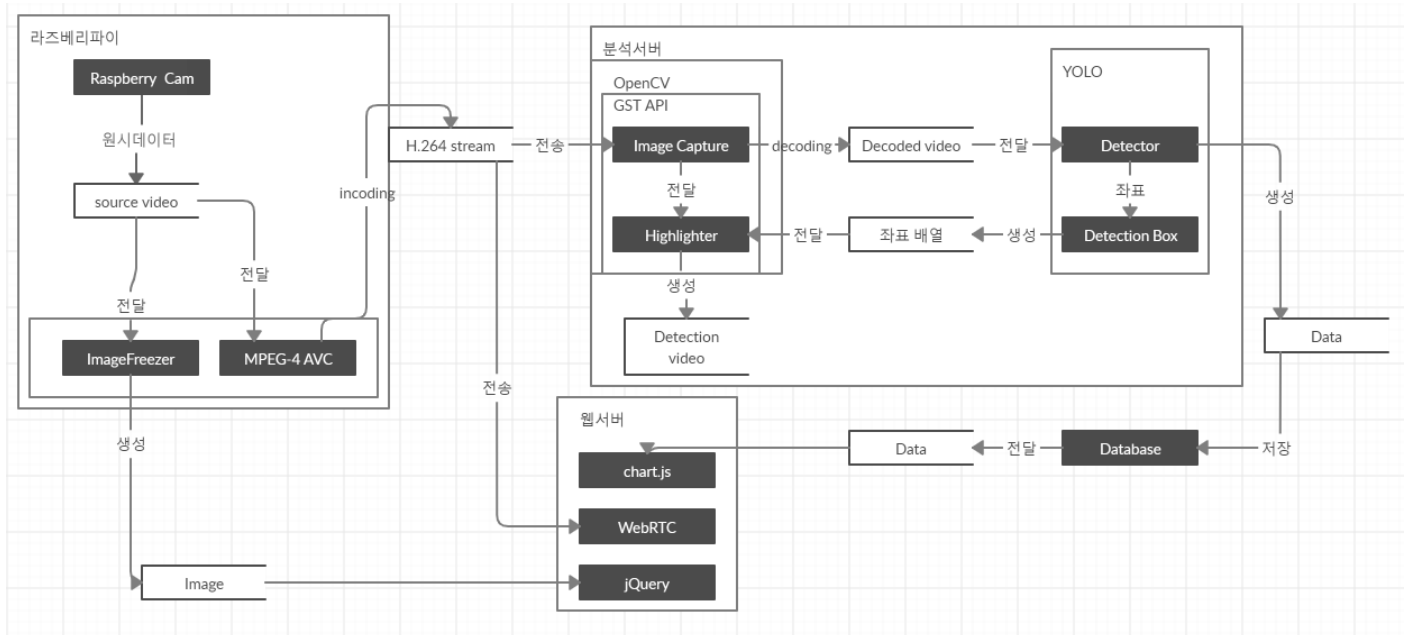 라즈베리파이
Raspberry Cam
원시데이터
source video
전달
전달
ImageFreezer
MPEG-4 AVC
incoding
H.264 stream
전송
전송
생성
Image
분석서버
OpenCV
GST API
Image Capture
decoding
Decoded video
전달
전달
Highlighter
전달
좌표 배열
생성
생성
Detection
video
YOLO
Detector
좌표
Detection Box
생성
Data
저장
Database
전달
Data
웹서버
chart.js
WebRTC
jQuery